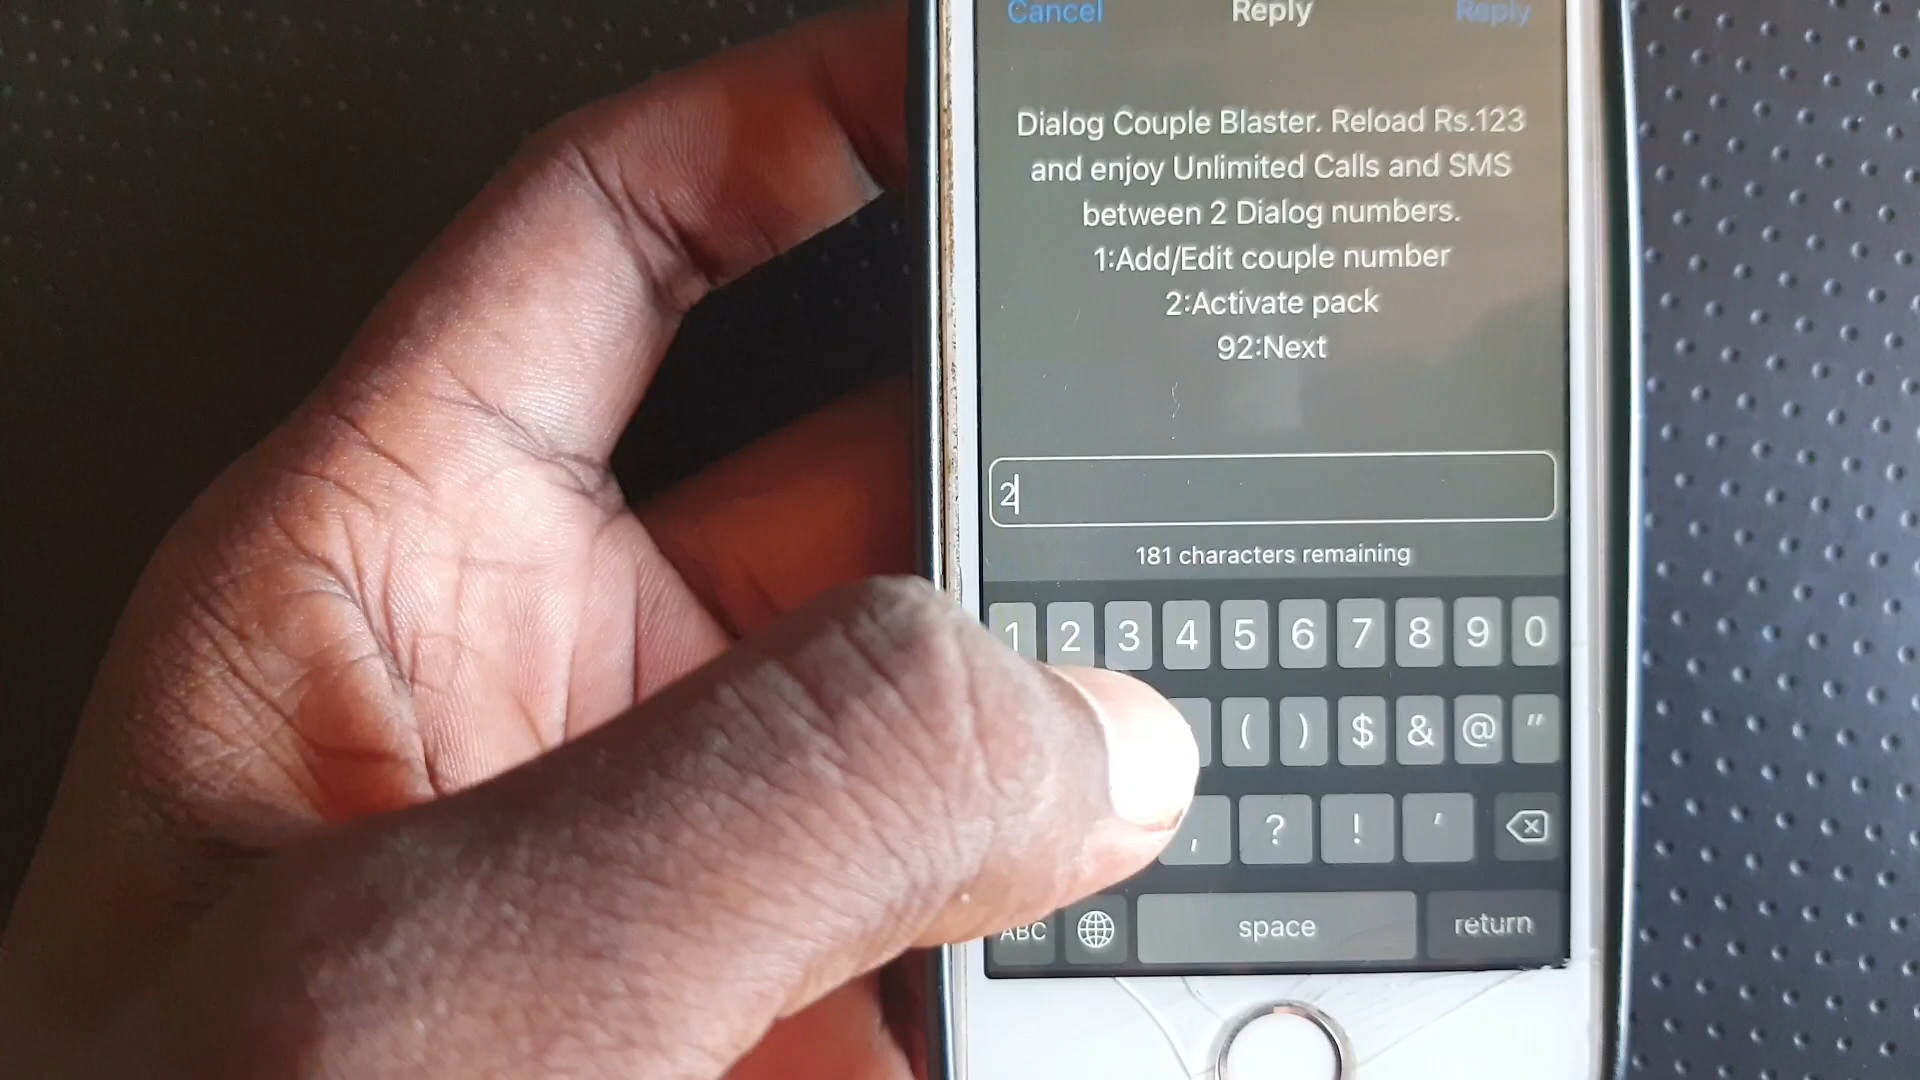 Cancel Reply Reply
Dialog Couple Blaster. Reload Rs.123
and enjoy Unlimited Calls and SMS
between 2 Dialog numbers.
1:Add/Edit couple number
2:Activate pack
92:Next
2
181 characters remaining
1 2 3 4 5 6 7 8 9 0
( ) $ & @ "
, ? ! '
ABC space return